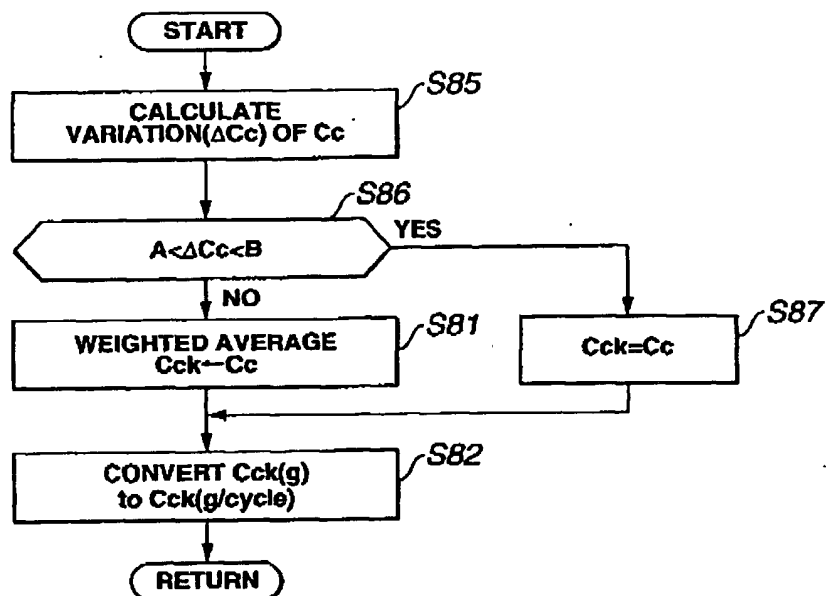 START
S85
CALCULATE
VARIATION(ΔCc) OF Cc
S86
A<ΔCc<B
YES
NO
S81
WEIGHTED AVERAGE
Cck←Cc
S87
Cck=Cc
S82
CONVERT Cck(g)
to Cck(g/cycle)
RETURN